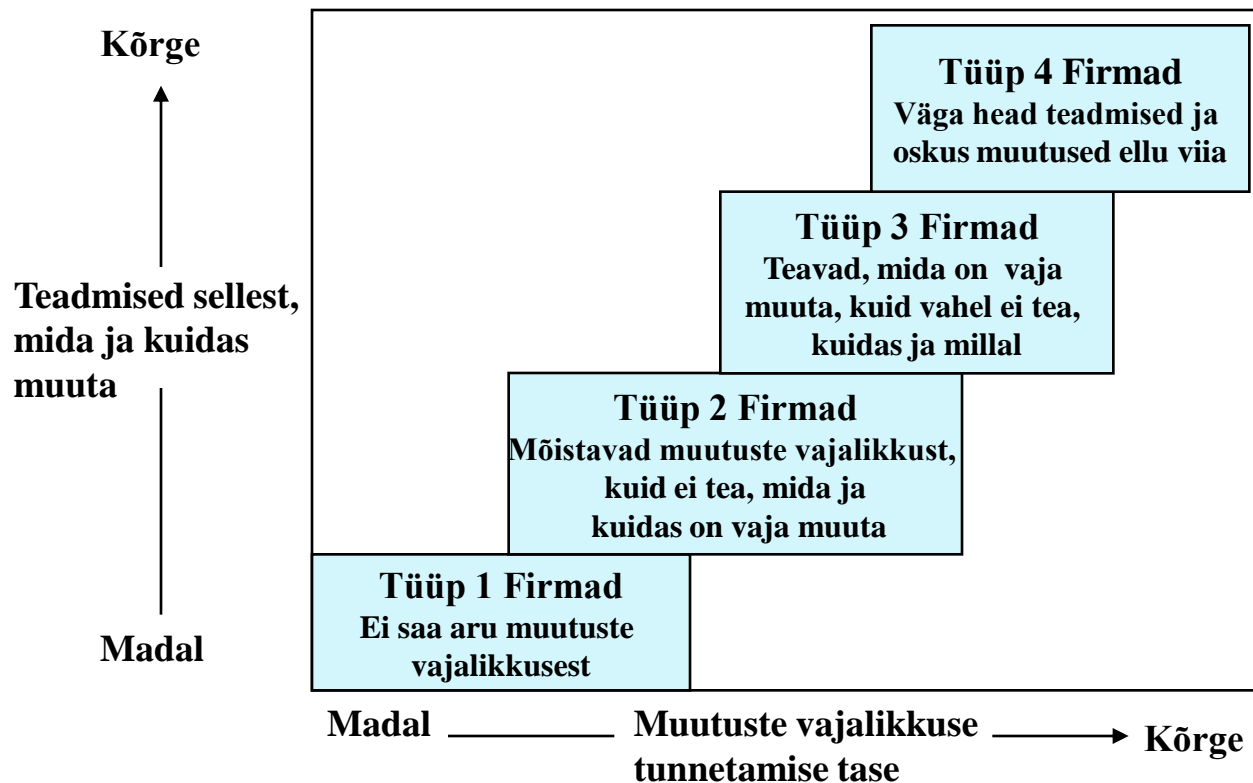 Kõrge
Teadmised sellest,
mida ja kuidas
muuta
Madal
Tüüp 4 Firmad
Väga head teadmised ja
oskus muutused ellu viia
Tüüp 3 Firmad
Teavad, mida on vaja
muuta, kuid vahel ei tea,
kuidas ja millal
Tüüp 2 Firmad
Mõistavad muutuste vajalikkust,
kuid ei tea, mida ja
kuidas on vaja muuta
Tüüp 1 Firmad
Ei saa aru muutuste
vajalikkusest
Madal
Muutuste vajalikkuse
tunnetamise tase
Kõrge